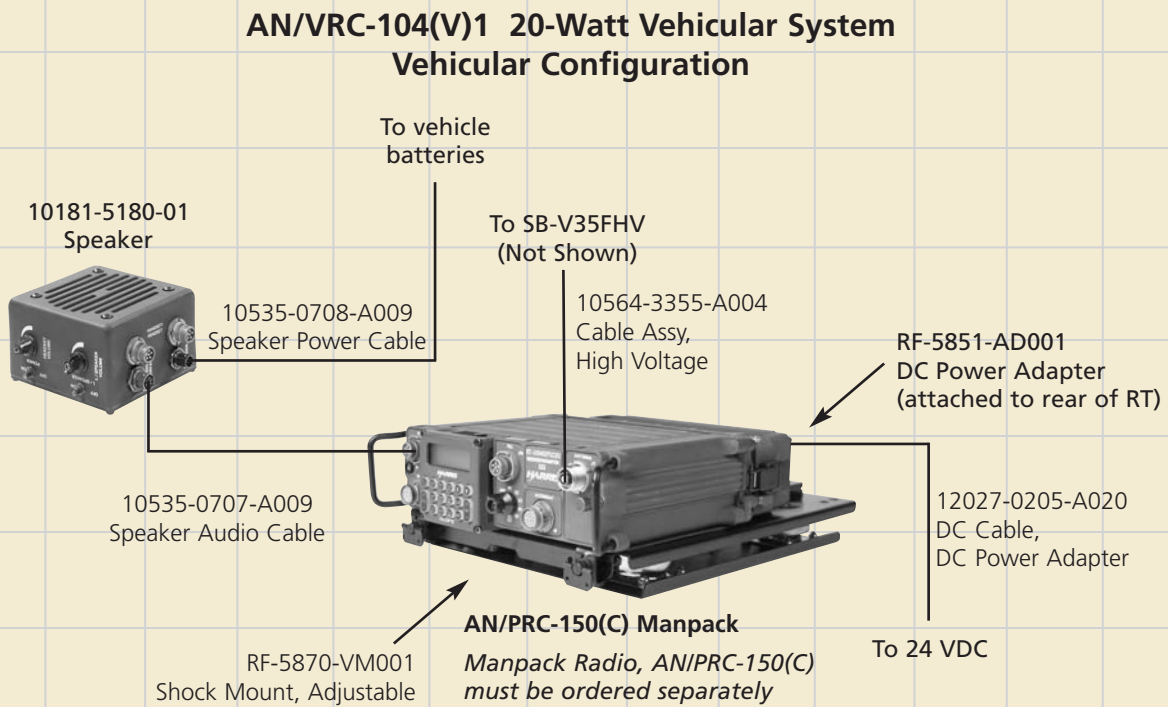 AN/VRC-104(V)1 20-Watt Vehicular System
Vehicular Configuration
To vehicle
batteries
10181-5180-01
Speaker
To SB-V35FHV
(Not Shown)
10535-0708-A009
Speaker Power Cable
10564-3355-A004
Cable Assy,
High Voltage
RF-5851-AD001
DC Power Adapter
(attached to rear of RT)
10535-0707-A009
Speaker Audio Cable
HARRIS
12027-0205-A020
DC Cable,
DC Power Adapter
AN/PRC-150(C) Manpack
Manpack Radio, AN/PRC-150(C)
must be ordered separately
To 24 VDC
RF-5870-VM001
Shock Mount, Adjustable